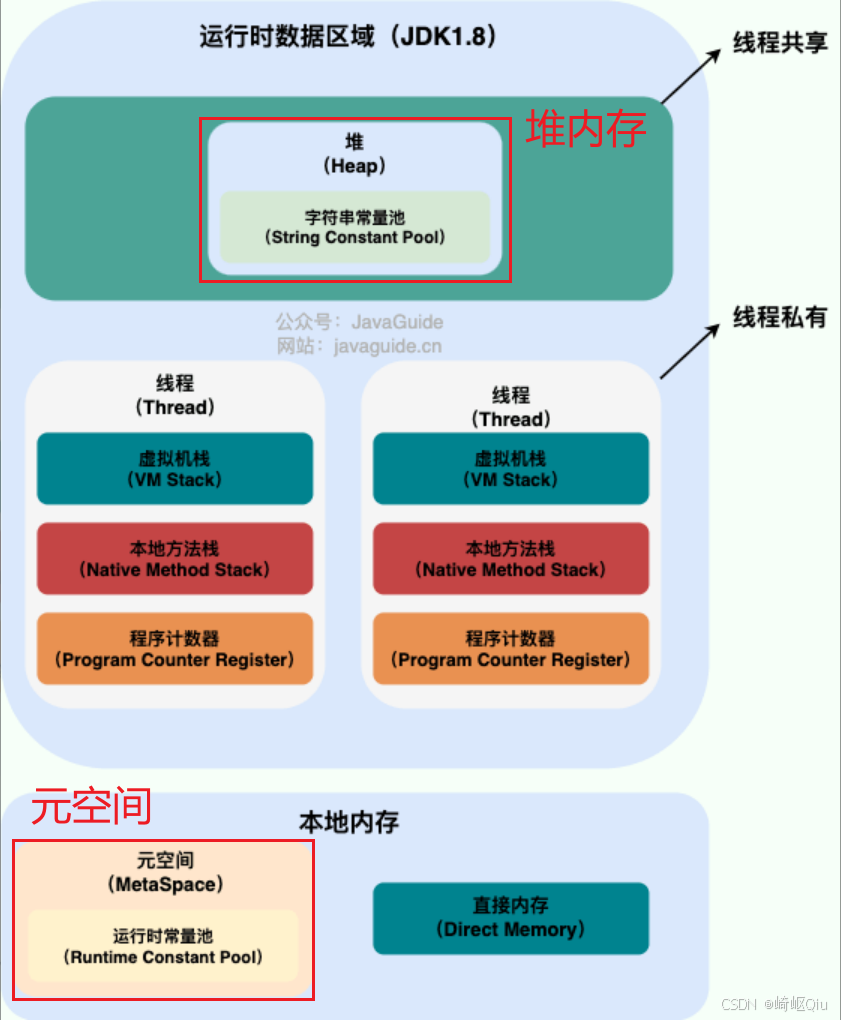 运行时数据区域（JDK1.8）
线程共享
堆内存
堆
（Heap）
字符串常量池
（String Constant Pool）
线程私有
公众号：JavaGuide
网站：javaguide.cn
线程
（Thread）
虚拟机栈
（VM Stack）
本地方法栈
（Native Method Stack）
程序计数器
（Program Counter Register）
线程
（Thread）
虚拟机栈
（VM Stack）
本地方法栈
（Native Method Stack）
程序计数器
（Program Counter Register）
元空间
本地内存
元空间
（MetaSpace）
运行时常量池
（Runtime Constant Pool）
直接内存
（Direct Memory）
CSDN @崎岖Qiu